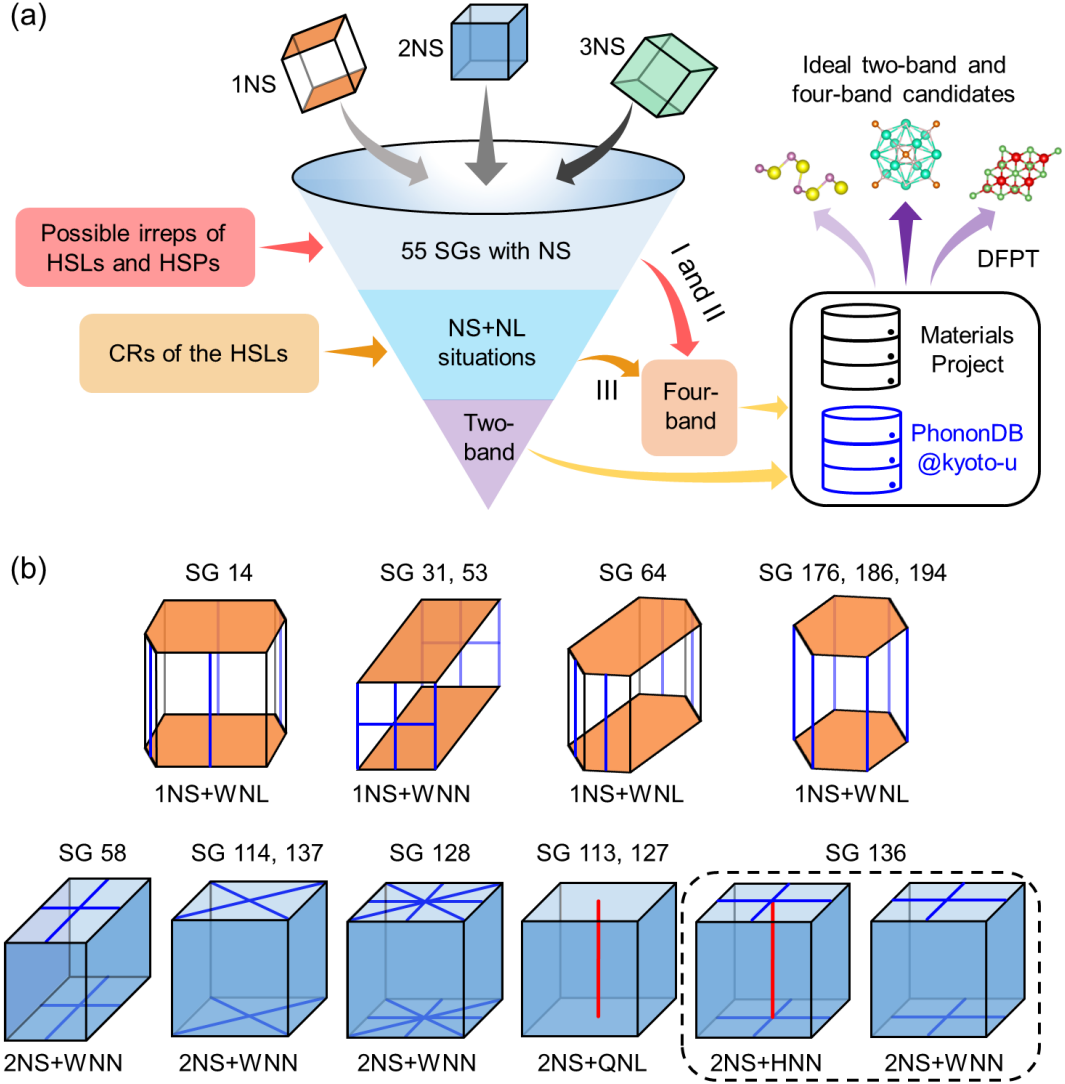 (a)
1NS
2NS
3NS
Ideal two-band and
four-band candidates
Possible irreps of
HSLs and HSPs
55 SGs with NS
I and II
DFPT
CRs of the HSLs
NS+NL
situations
III
Four-
band
Two-
band
Materials
Project
PhononDB
@kyoto-u
(b)
SG 14
SG 31, 53
SG 64
SG 176, 186, 194
1NS+WNL
1NS+WNN
1NS+WNL
1NS+WNL
SG 58
SG 114, 137
SG 128
SG 113, 127
SG 136
2NS+WNN
2NS+WNN
2NS+WNN
2NS+QNL
2NS+HNN
2NS+WNN